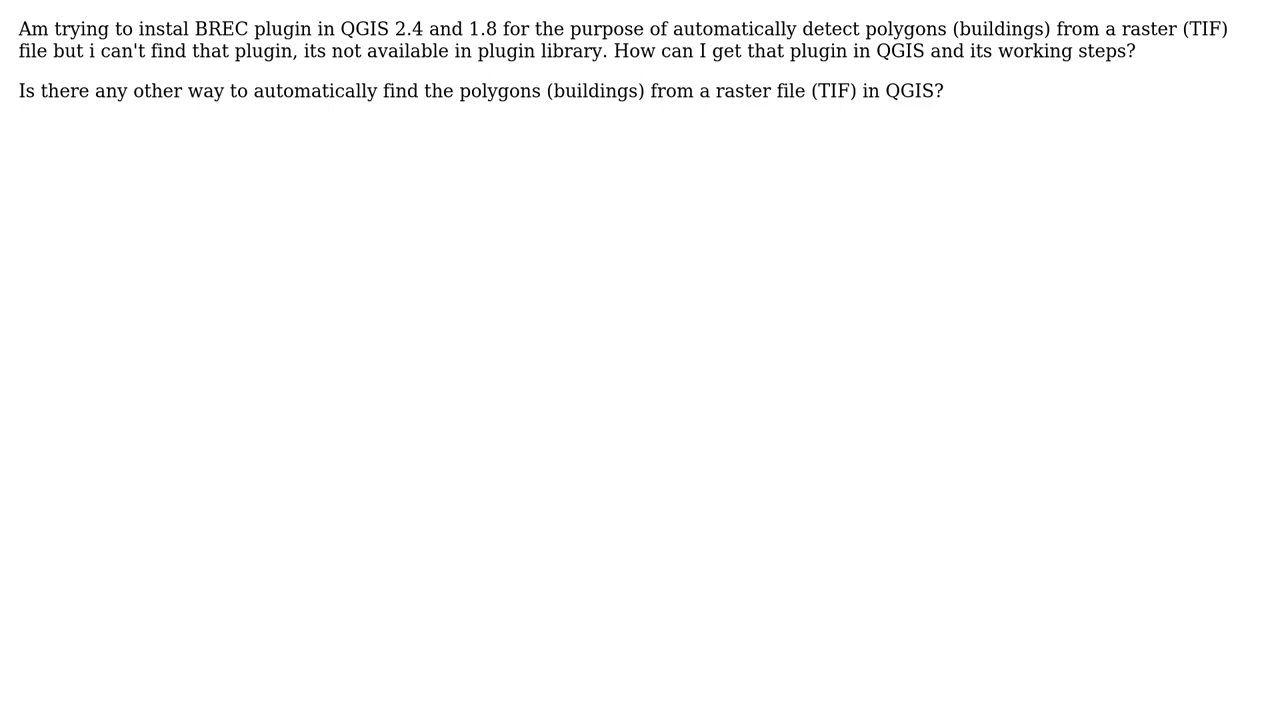 Am trying to instal BREC plugin in QGIS 2.4 and 1.8 for the purpose of automatically detect polygons (buildings) from a raster (TIF)
file but i can't find that plugin, its not available in plugin library. How can I get that plugin in QGIS and its working steps?
Is there any other way to automatically find the polygons (buildings) from a raster file (TIF) in QGIS?